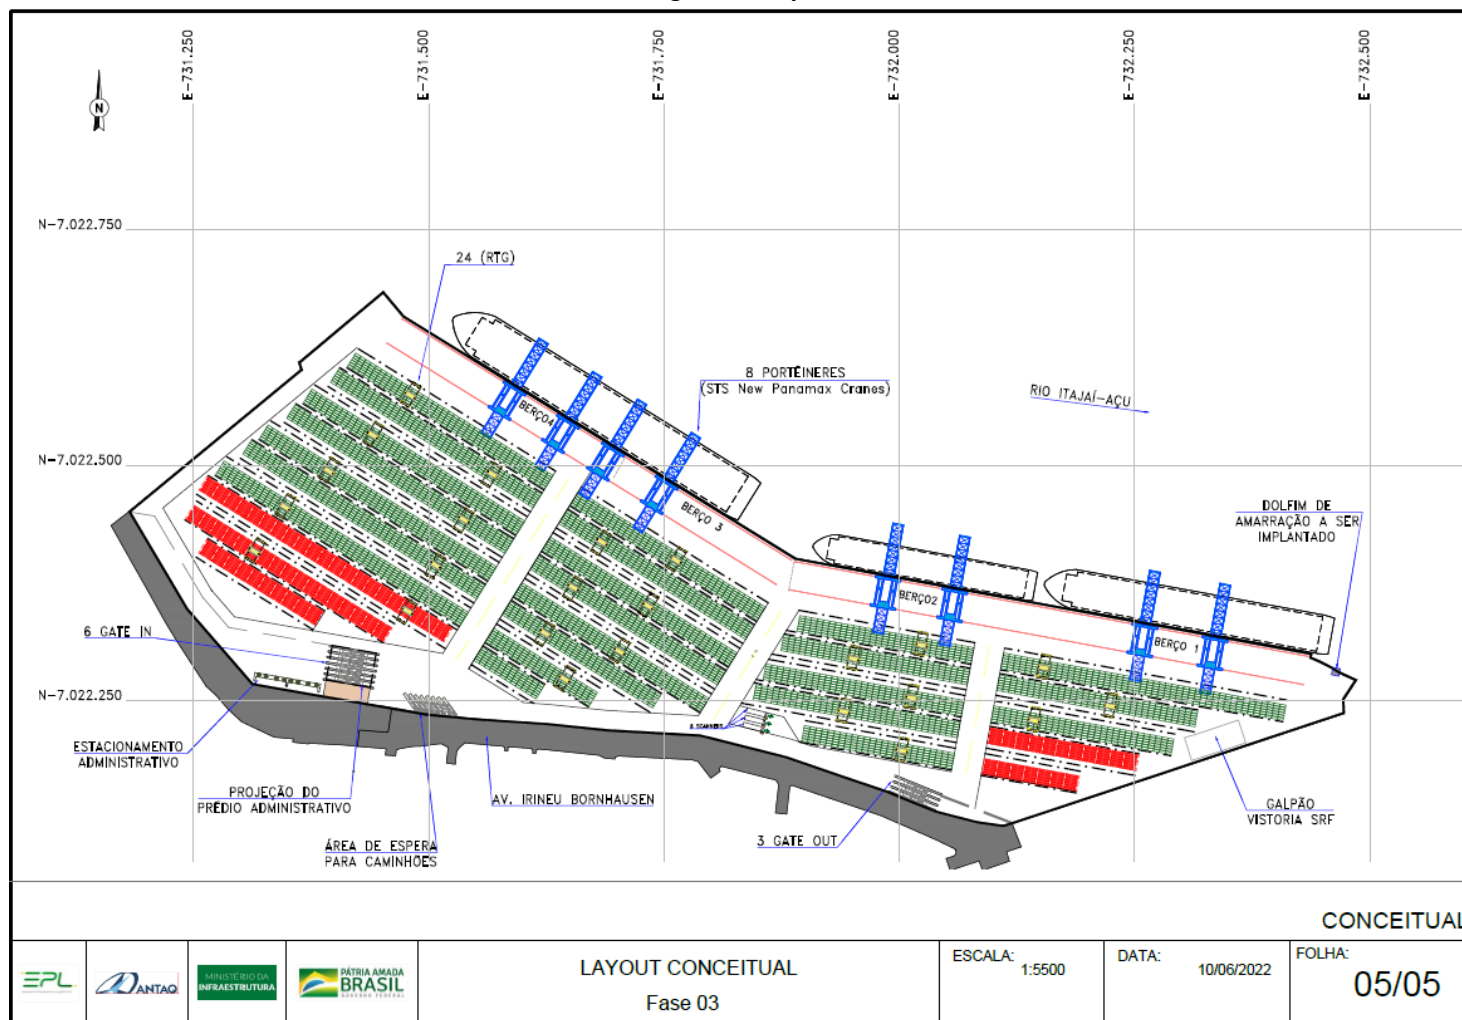 E-731.250
E-731.500
E-731.750
E-732.000
E-732.250
E-732.500
N
N-7.022.750
24 (RTG)
8 PORTÊINERES
(STS New Panamax Cranes)
RIO ITAJAÍ-AÇU
BERÇO4
N-7.022.500
BERÇO 3
DOLFIM DE
AMARRAÇÃO A SER
IMPLANTADO
BERÇO2
BERÇO 1
6 GATE IN
N-7.022.250
ESTACIONAMENTO
ADMINISTRATIVO
PROJEÇÃO DO
PRÉDIO ADMINISTRATIVO
AV. IRINEU BORNHAUSEN
ÁREA DE ESPERA
PARA CAMINHÕES
3 GATE OUT
GALPÃO
VISTORIA SRF
CONCEITUAL
EPL
ANTAQ
MINISTÉRIO DA
INFRAESTRUTURA
PÁTRIA AMADA
BRASIL
GOVERNO FEDERAL
LAYOUT CONCEITUAL
Fase 03
ESCALA:
1:5500
DATA:
10/06/2022
FOLHA:
05/05